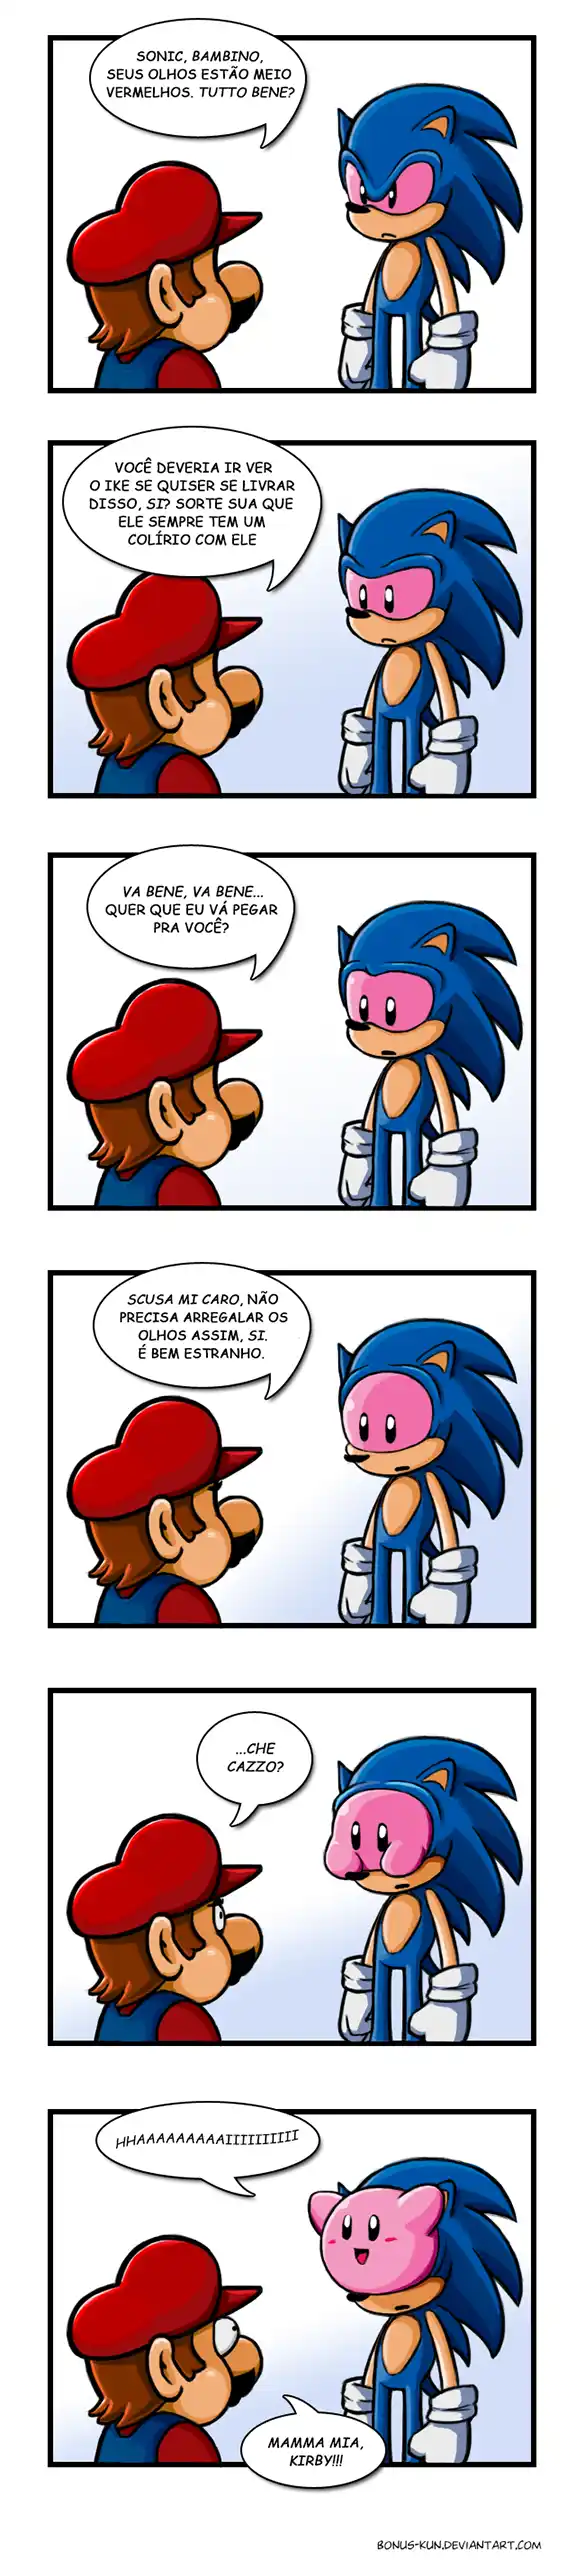 SONIC, BAMBINO,
SEUS OLHOS ESTÃO MEIO
VERMELHOS. TUTTO BENE?
VOCÊ DEVERIA IR VER
O IKE SE QUISER SE LIVRAR
DISSO, SI? SORTE SUA QUE
ELE SEMPRE TEM UM
COLÍRIO COM ELE
VA BENE, VA BENE...
QUER QUE EU VÁ PEGAR
PRA VOCÊ?
SCUSA MI CARO, NÃO
PRECISA ARREGALAR OS
OLHOS ASSIM, SI.
É BEM ESTRANHO.
...CHE
CAZZO?
HHAAAAAAAAAIIIIIIIIII
MAMMA MIA,
KIRBY!!!
BONUS-KUN.DEVIANTART.COM